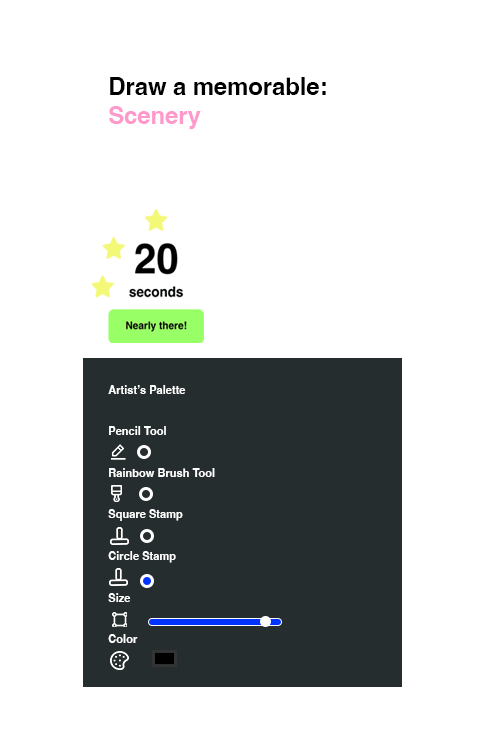 Draw a memorable:
Scenery
20
seconds
Nearly there!
Artist's Palette
Pencil Tool
Rainbow Brush Tool
Square Stamp
Circle Stamp
Size
Color